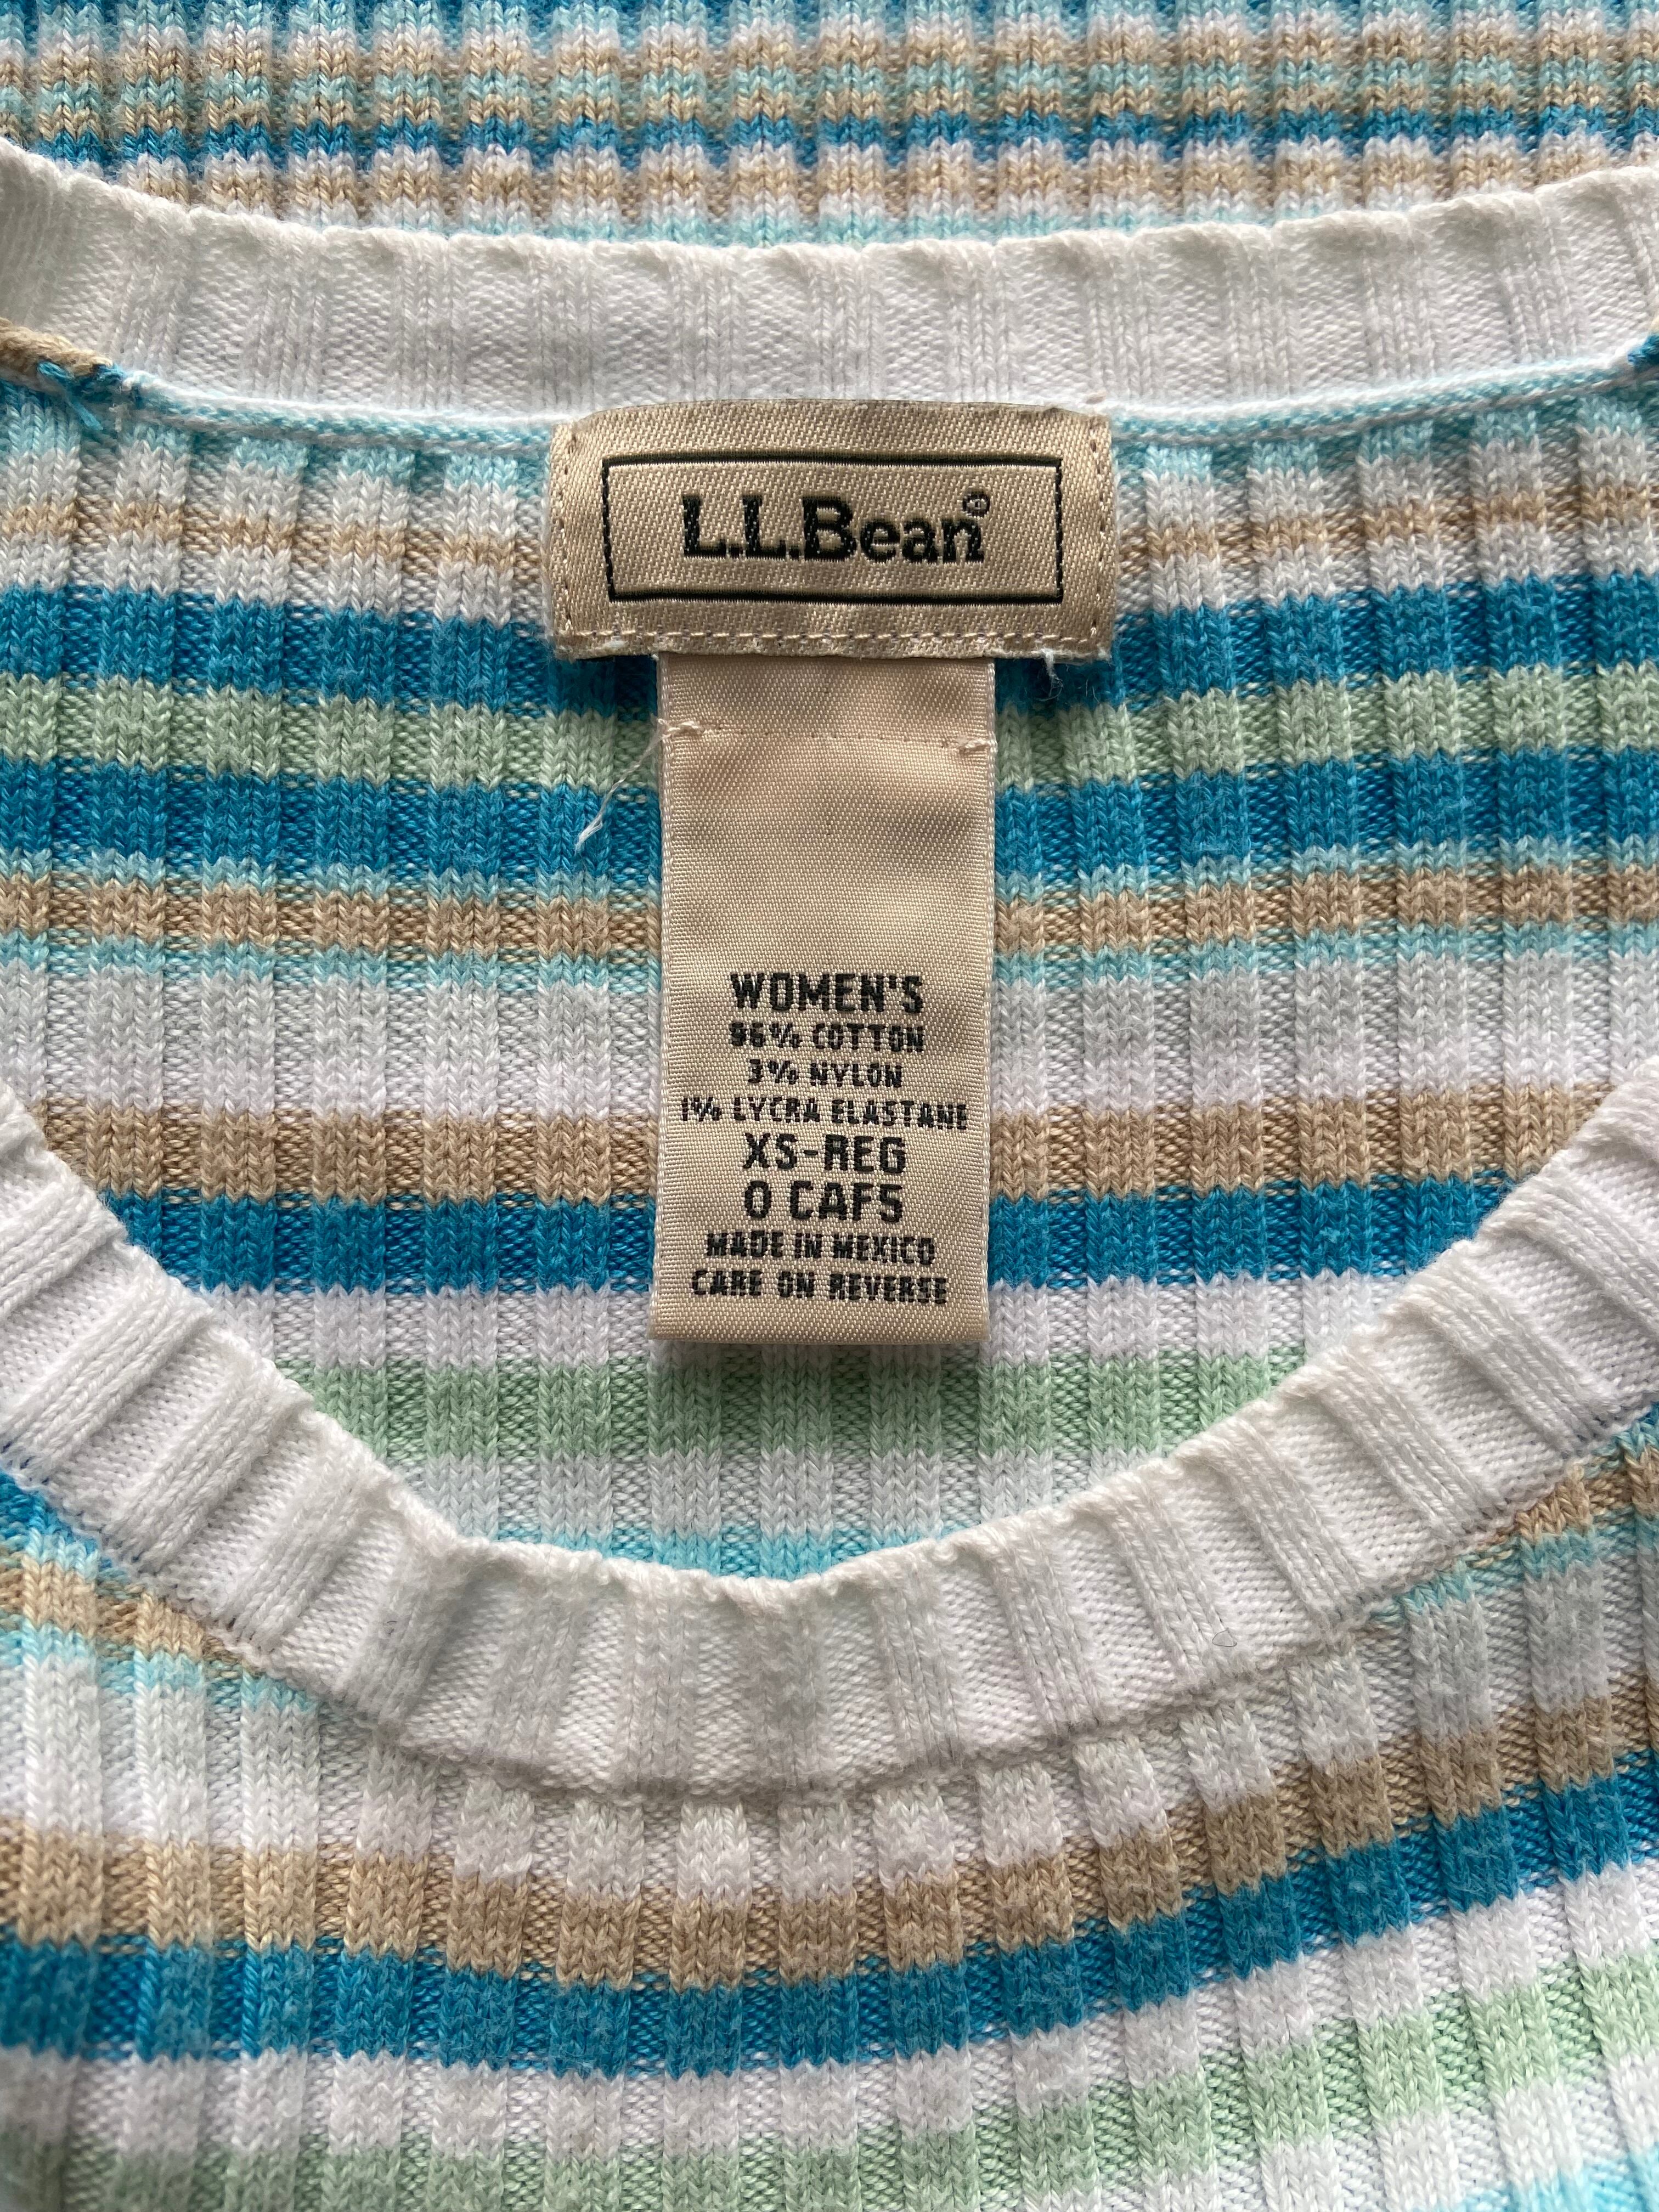 L.L.Bean®
WOMEN'S
96% COTTON
3% NYLON
1% LYCRA ELASTANE
XS-REG
0 CAF5
MADE IN MEXICO
CARE ON REVERSE